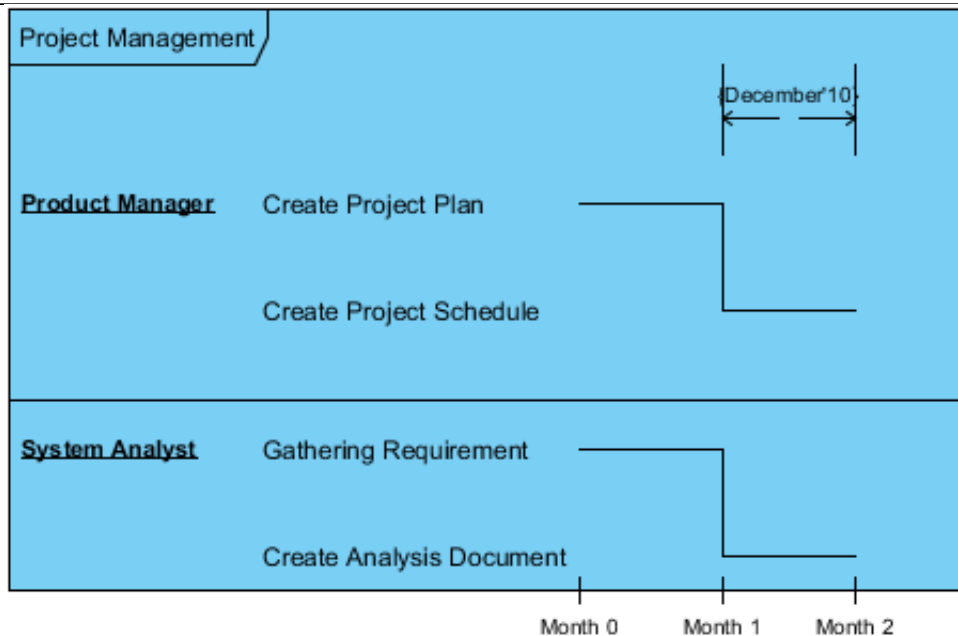 Project Management
{December'10}
Product Manager
Create Project Plan
Create Project Schedule
System Analyst
Gathering Requirement
Create Analysis Document
Month 0
Month 1
Month 2